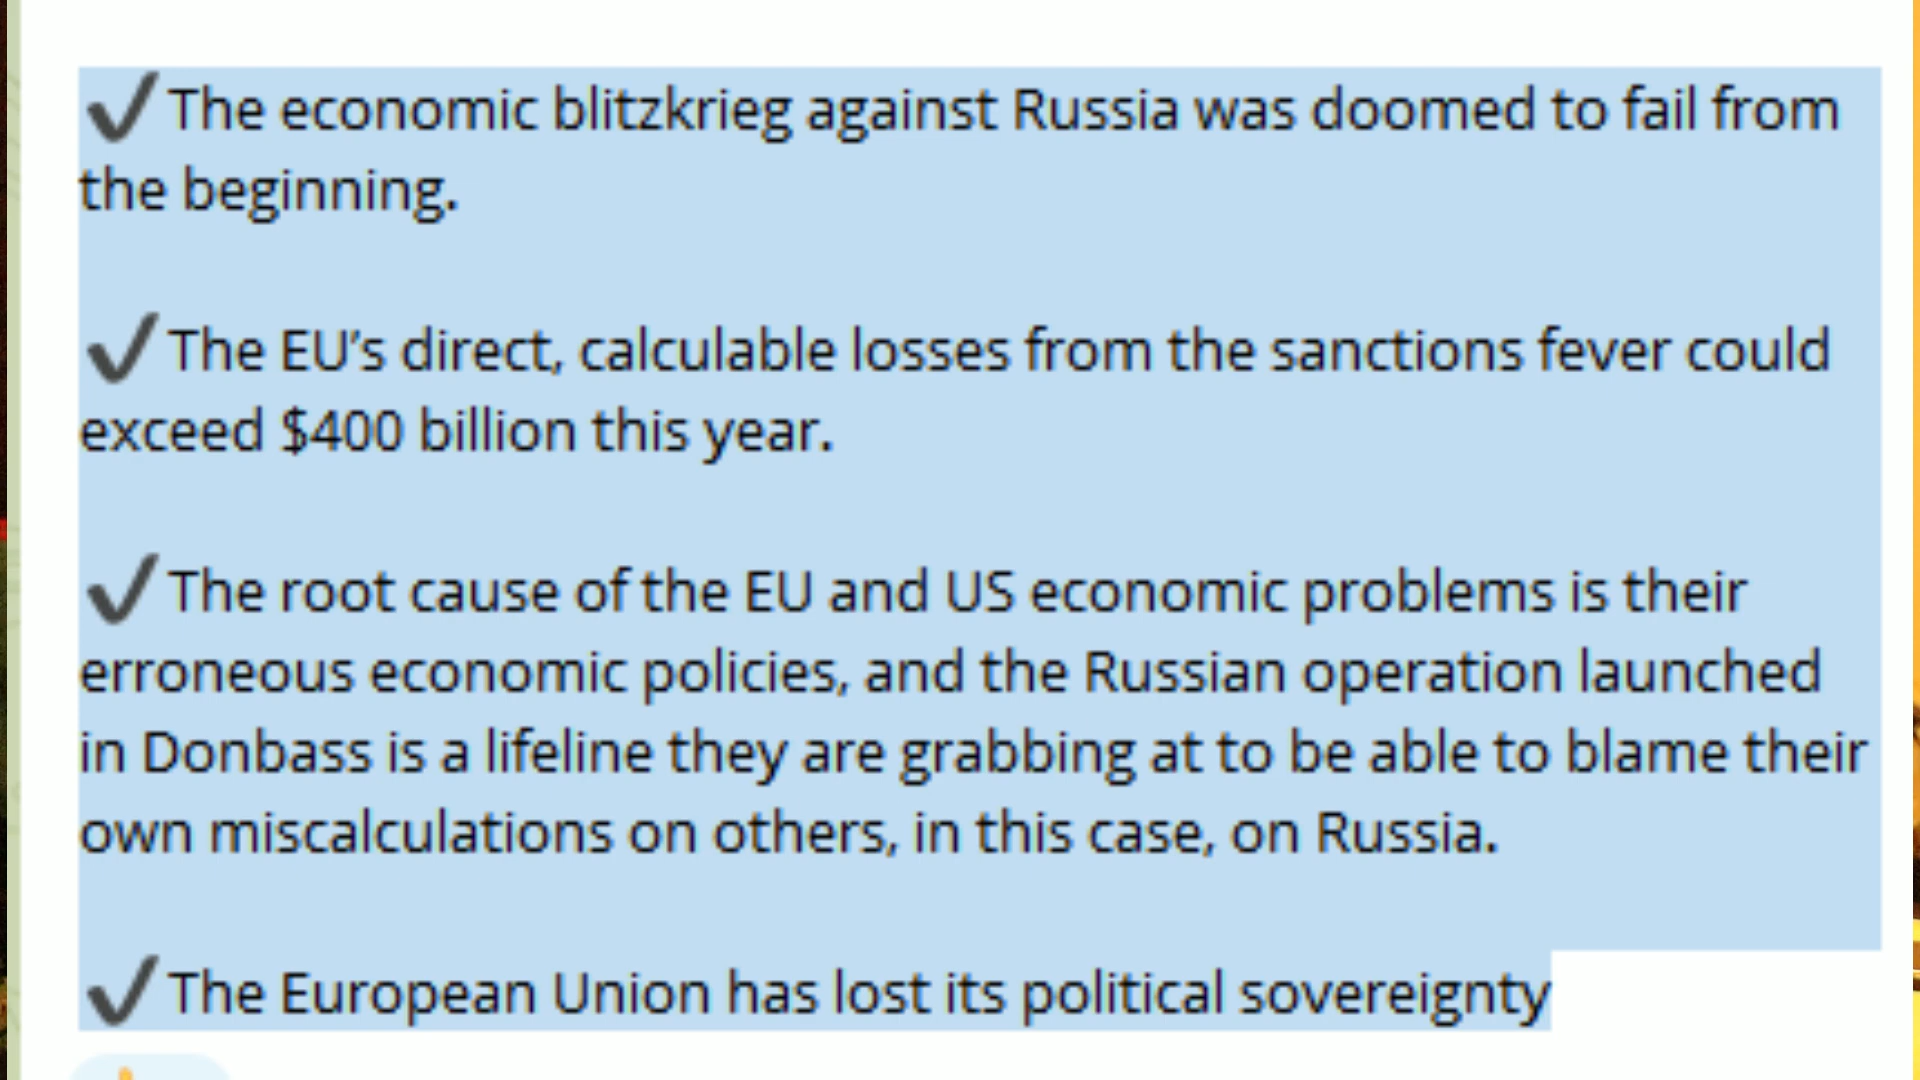 ✔The economic blitzkrieg against Russia was doomed to fail from
the beginning.
✔The EU’s direct, calculable losses from the sanctions fever could
exceed $400 billion this year.
✔The root cause of the EU and US economic problems is their
erroneous economic policies, and the Russian operation launched
in Donbass is a lifeline they are grabbing at to be able to blame their
own miscalculations on others, in this case, on Russia.
✔The European Union has lost its political sovereignty